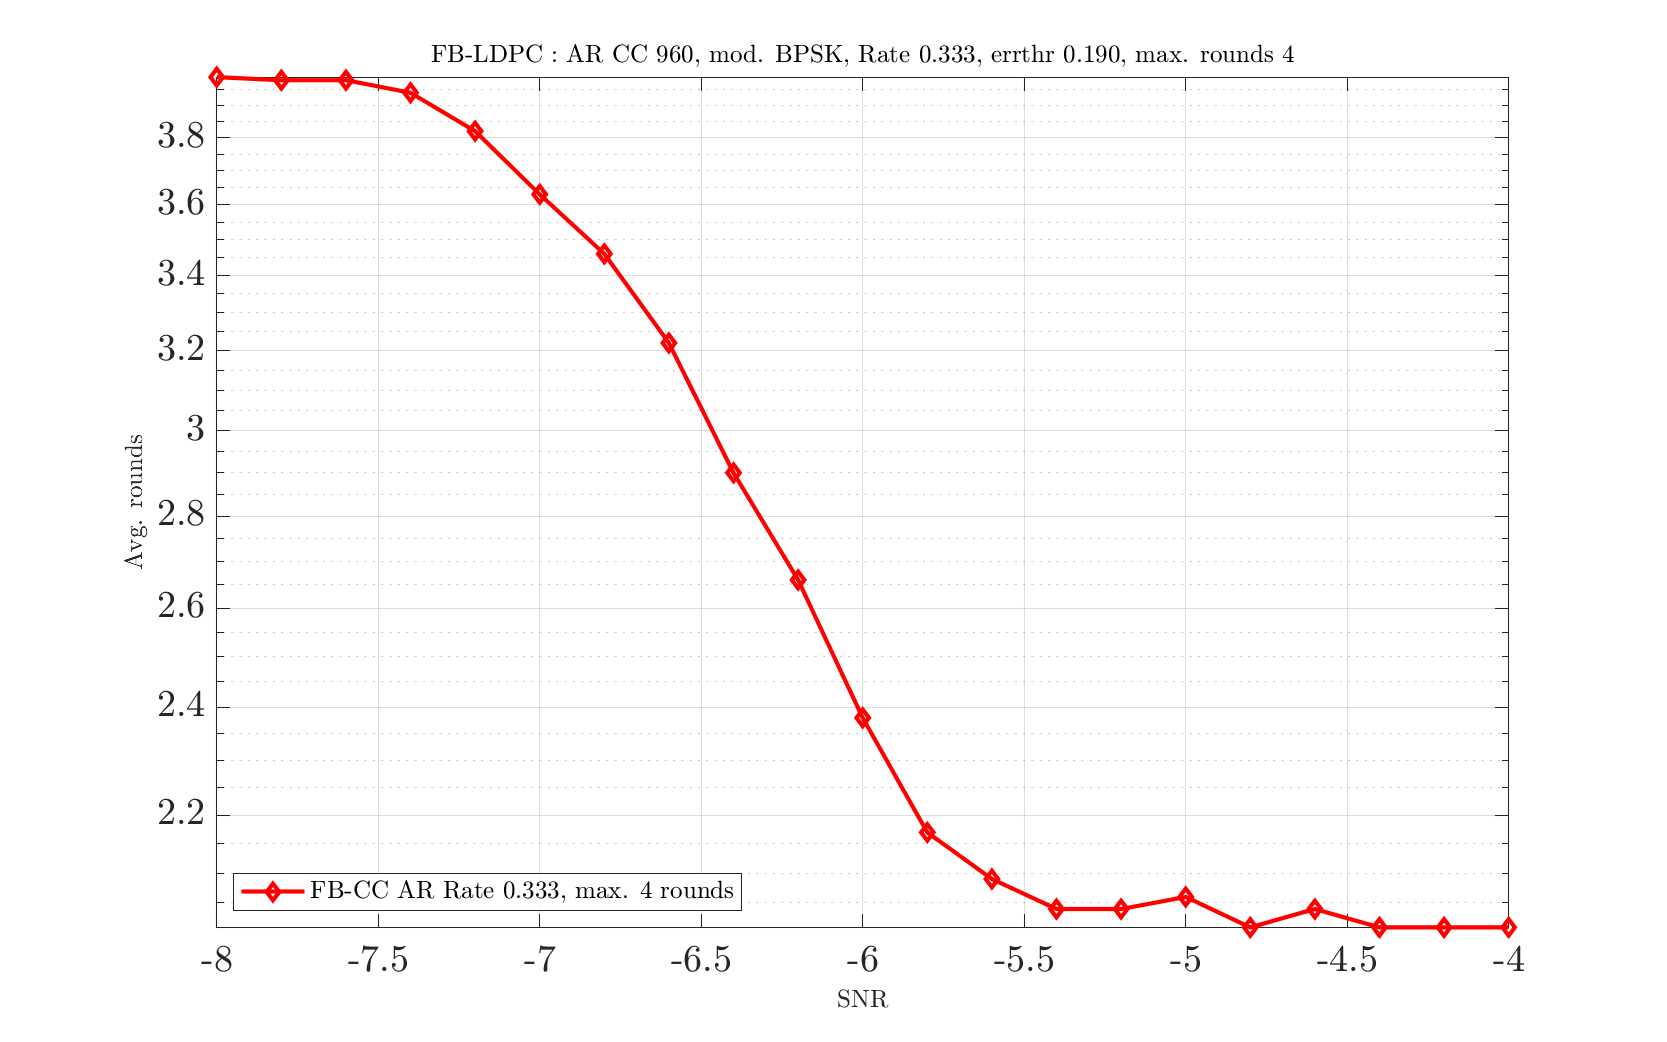 FB-LDPC : AR CC 960, mod. BPSK, Rate 0.333, errthr 0.190, max. rounds 4
3.8
3.6
3.4
3.2
3
2.8
2.6
2.4
2.2
Avg. rounds
FB-CC AR Rate 0.333, max. 4 rounds
-8 -7.5 -7 -6.5 -6 -5.5 -5 -4.5 -4
SNR